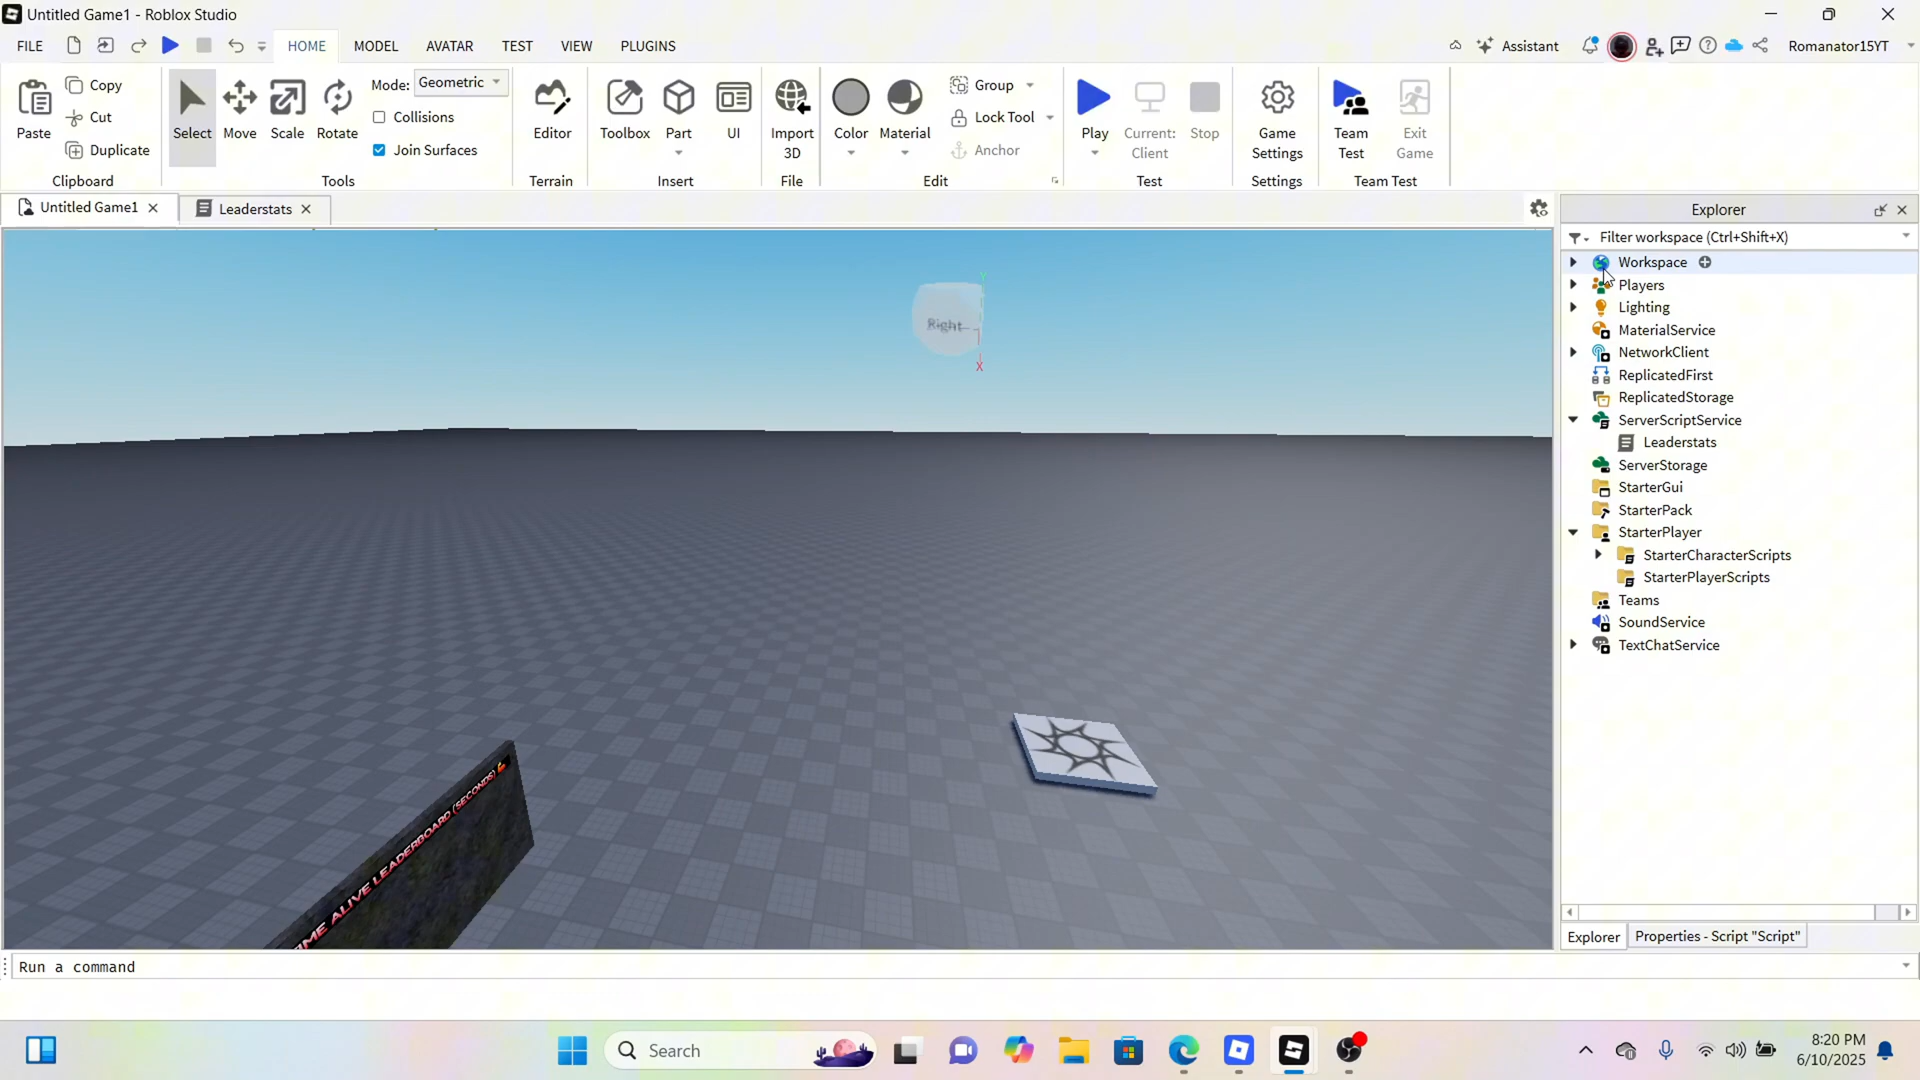 Untitled Game1 - Roblox Studio
FILE HOME MODEL AVATAR TEST VIEW PLUGINS Assistant Romanator15YT
Paste Copy Cut Duplicate
Clipboard
Select Move Scale Rotate
Mode: Geometric
Collisions
Join Surfaces
Tools
Editor
Terrain
Toolbox Part UI
Insert
Import 3D
File
Color Material
Group
Lock Tool
Anchor
Edit
Play Current: Client Stop
Test
Game Settings
Settings
Team Test Exit Game
Team Test
Untitled Game1 Leaderstats
Right
X
Y
ALIVE LEADERBOARD (SECONDS)
Explorer
Filter workspace (Ctrl+Shift+X)
Workspace
Players
Lighting
MaterialService
NetworkClient
ReplicatedFirst
ReplicatedStorage
ServerScriptService
Leaderstats
ServerStorage
StarterGui
StarterPack
StarterPlayer
StarterCharacterScripts
StarterPlayerScripts
Teams
SoundService
TextChatService
Explorer Properties - Script "Script"
Run a command
Search
8:20 PM
6/10/2025